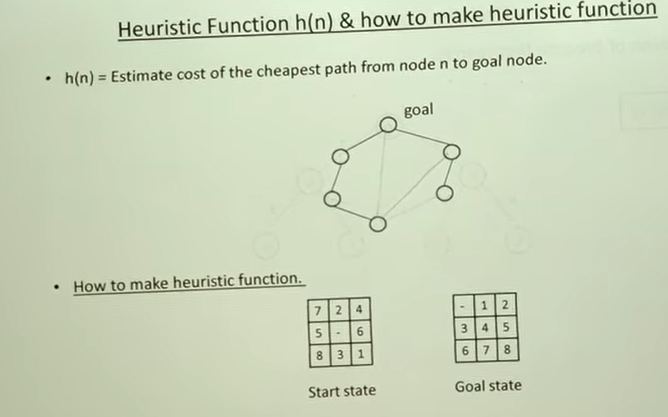 Heuristic Function h(n) & how to make heuristic function
• h(n) = Estimate cost of the cheapest path from node n to goal node.
goal
• How to make heuristic function.
7 2 4
5 - 6
8 3 1
Start state
- 1 2
3 4 5
6 7 8
Goal state